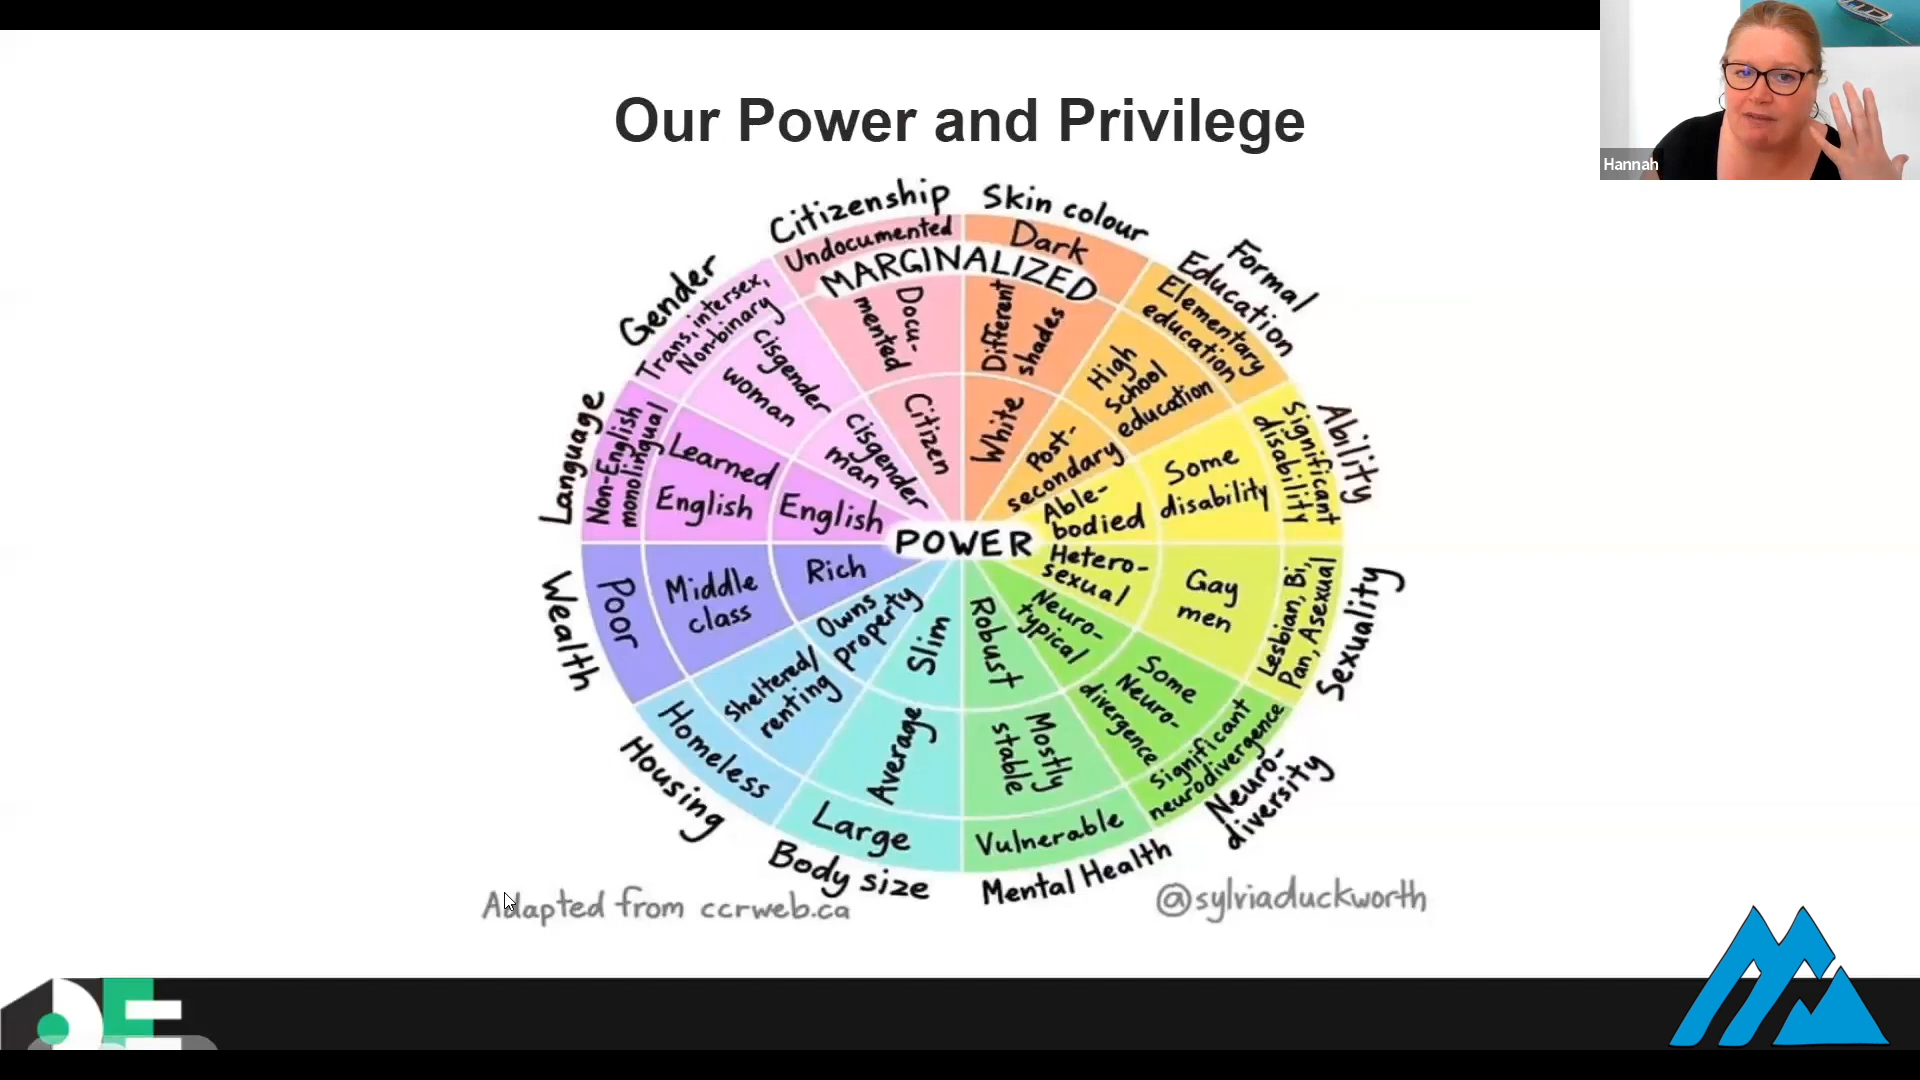 Our Power and Privilege
Hannah
Citizenship
Undocumented
Docu-
mented
Citizen
Skin colour
Dark
Different
shades
White
Formal
Education
Elementary
education
High
school
education
Post-
secondary
Ability
Significant
disability
Some
disability
Able-
bodied
Sexuality
Lesbian, Bi,
Pan, Asexual
Gay
men
Hetero-
sexual
Neuro-
diversity
Significant
neurodivergence
Some
Neuro-
divergence
Neuro-
typical
Mental Health
Vulnerable
Mostly
stable
Robust
Body size
Large
Average
Slim
Housing
Homeless
Sheltered/
renting
Owns
property
Wealth
Poor
Middle
class
Rich
Language
Non-English
monolingual
Learned
English
English
Gender
Trans, intersex,
Non-binary
Cisgender
woman
Cisgender
man
MARGINALIZED
POWER
Adapted from ccrweb.ca
@sylviaduckworth